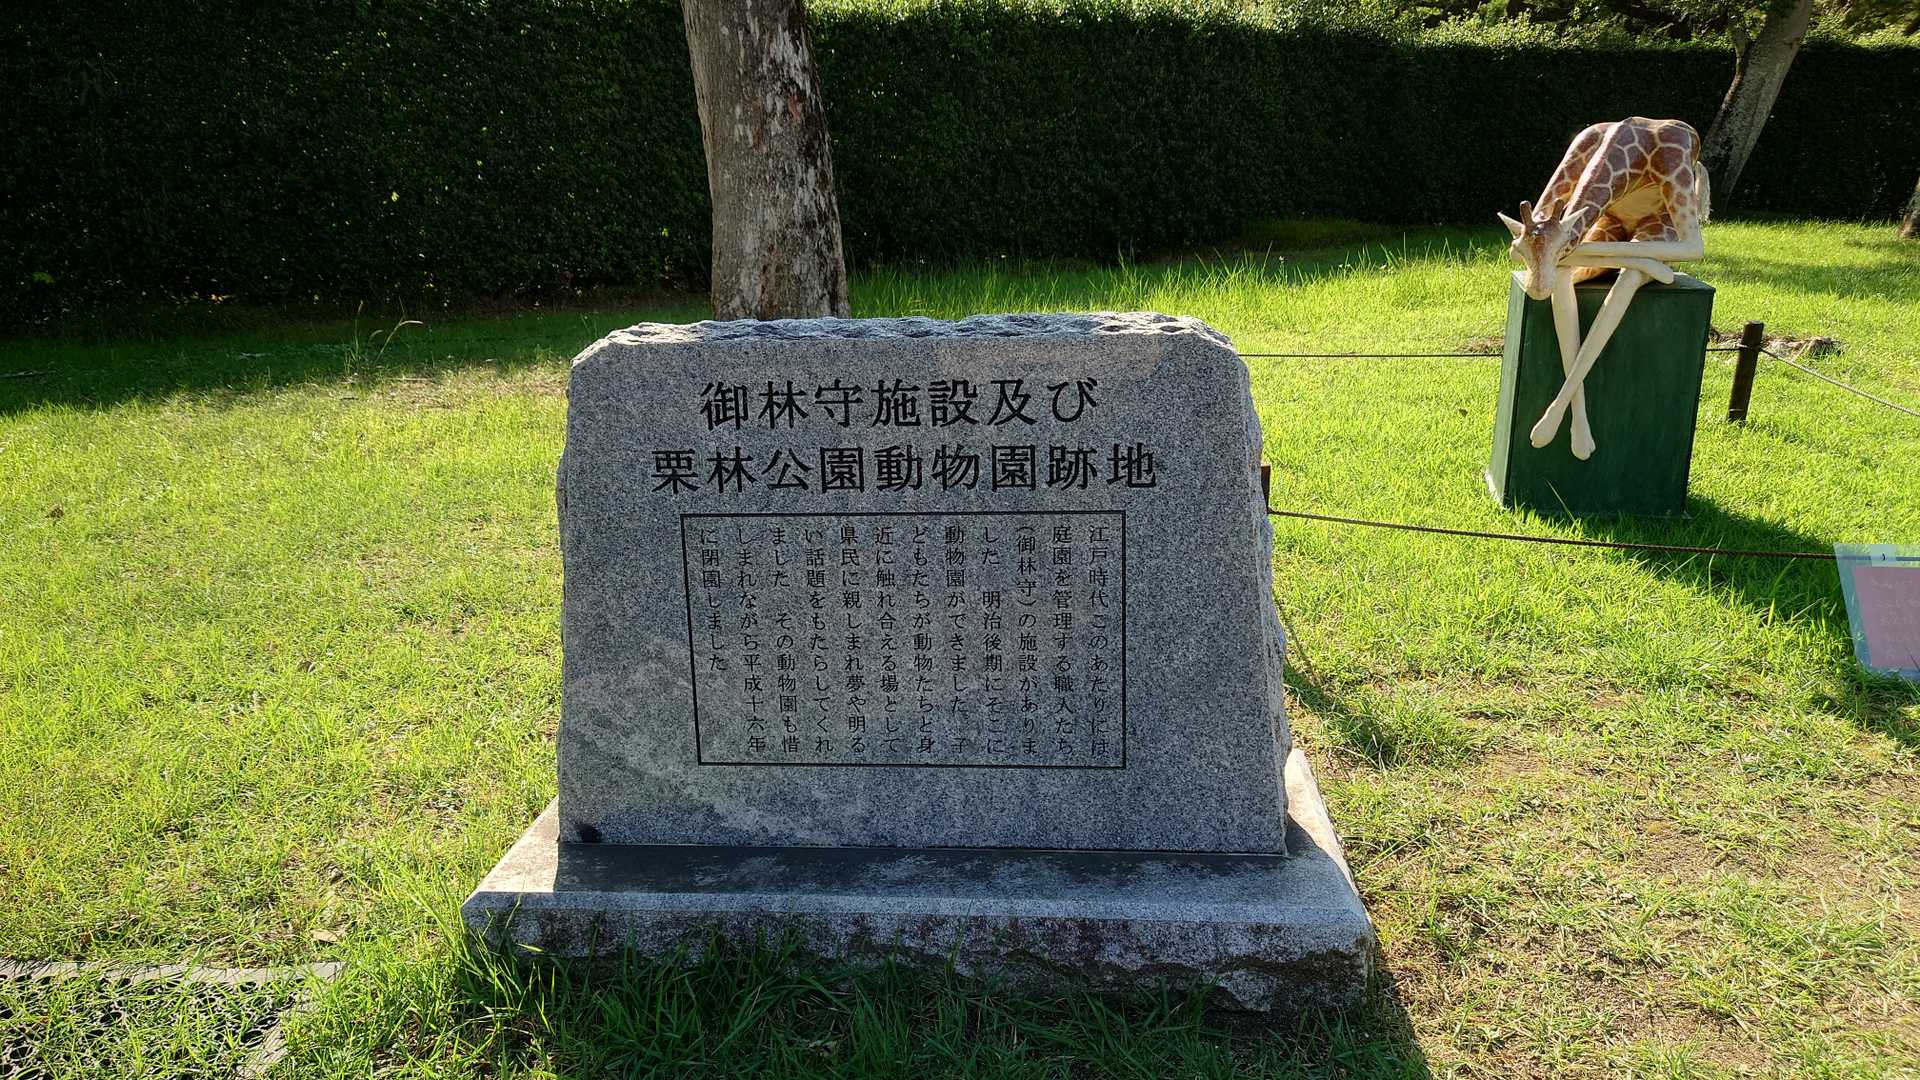 御林守施設及び
栗林公園動物園跡地
江戸時代このあたりには
庭園を管理する職人たち
(御林守)の施設がありま
した 明治後期にそこに
動物園ができました 子
どもたちが動物たちと身
近に触れ合える場として
県民に親しまれ夢や明る
い話題をもたらしてくれ
ました その動物園も惜
しまれながら平成十六年
に閉園しました